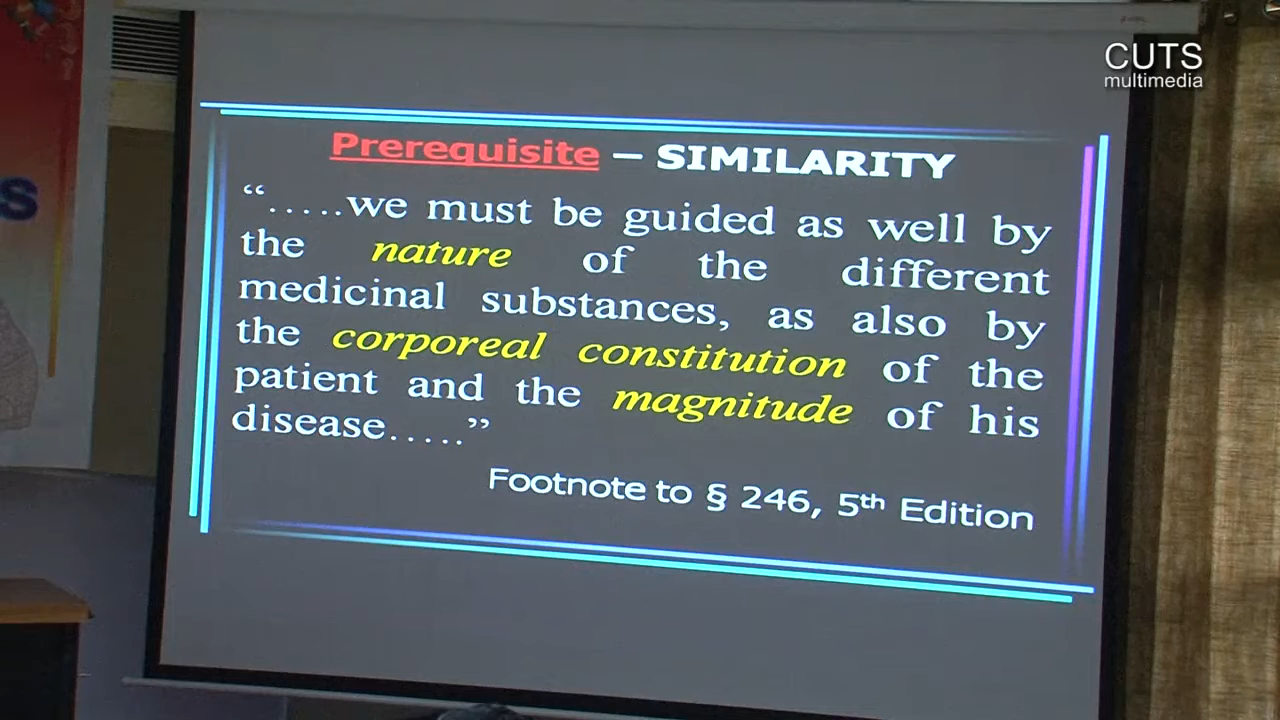 CUTS
multimedia
S
Prerequisite – SIMILARITY
“.....we must be guided as well by
the nature of the different
medicinal substances, as also by
the corporeal constitution of the
patient and the magnitude of his
disease.....”
Footnote to § 246, 5th Edition